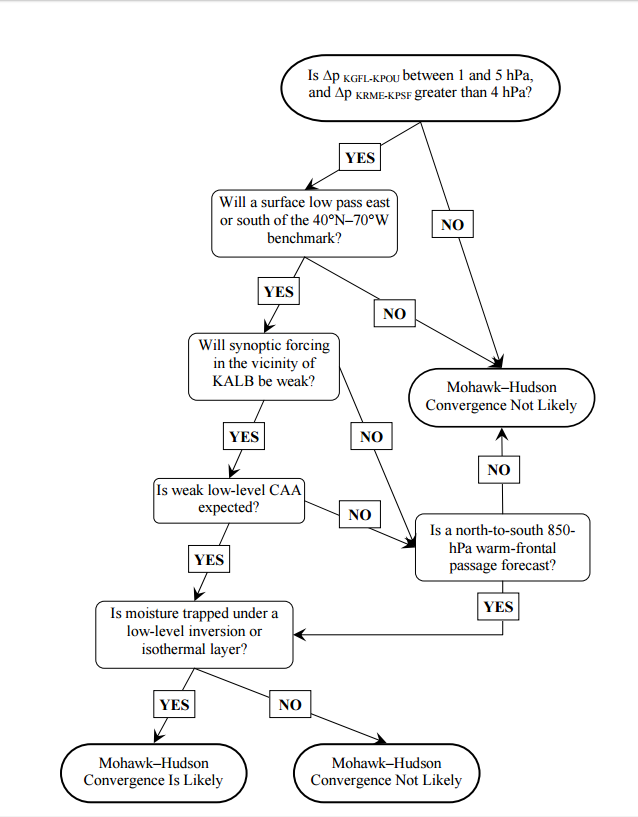 Is Δp KGFL-KPOU between 1 and 5 hPa,
and Δp KRME-KPSF greater than 4 hPa?
YES
NO
Will a surface low pass east
or south of the 40°N–70°W
benchmark?
YES
NO
Will synoptic forcing
in the vicinity of
KALB be weak?
Mohawk–Hudson
Convergence Not Likely
YES
NO
NO
Is weak low-level CAA
expected?
NO
Is a north-to-south 850-
hPa warm-frontal
passage forecast?
YES
YES
Is moisture trapped under a
low-level inversion or
isothermal layer?
YES
NO
Mohawk–Hudson
Convergence Is Likely
Mohawk–Hudson
Convergence Not Likely